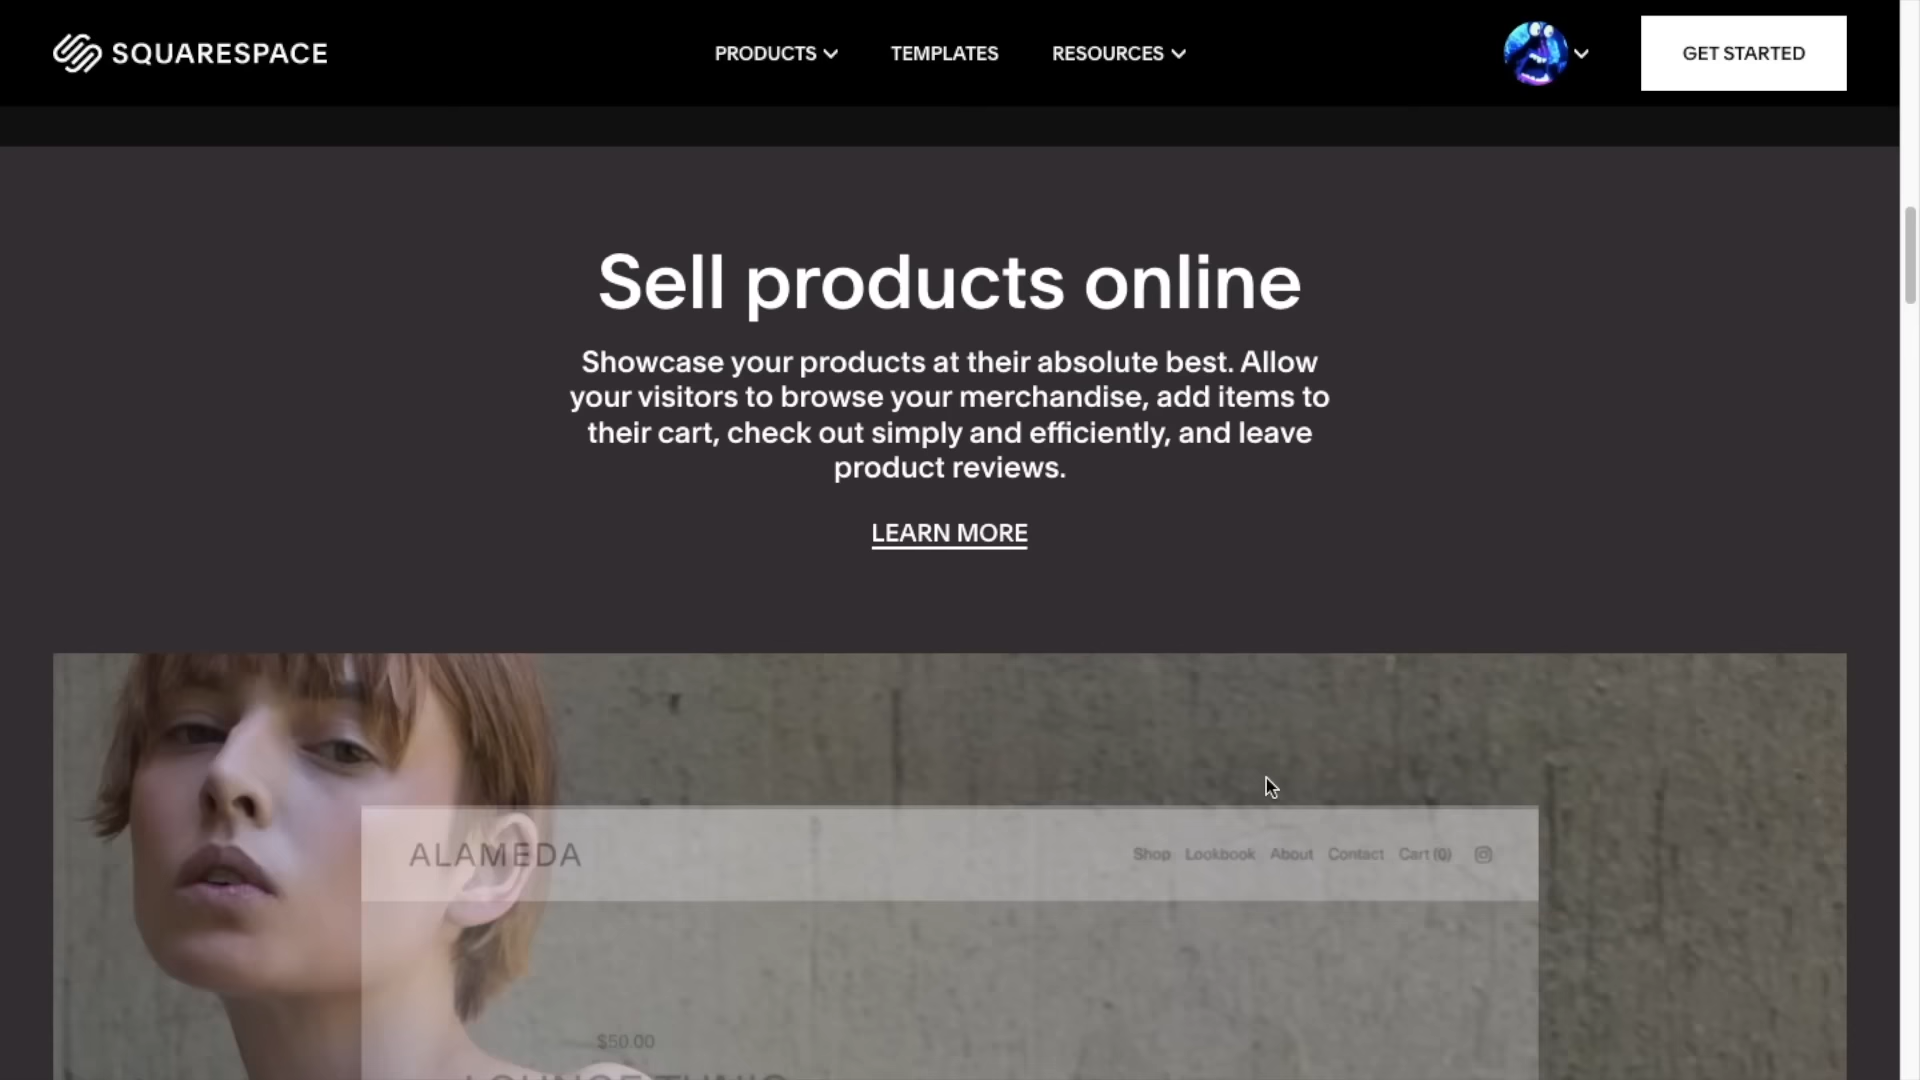 SQUARESPACE
PRODUCTS
TEMPLATES
RESOURCES
GET STARTED
Sell products online
Showcase your products at their absolute best. Allow
your visitors to browse your merchandise, add items to
their cart, check out simply and efficiently, and leave
product reviews.
LEARN MORE
ALAMEDA
Shop Lookbook About Contact Cart (0)
$50.00
LOUNGE TUNIC